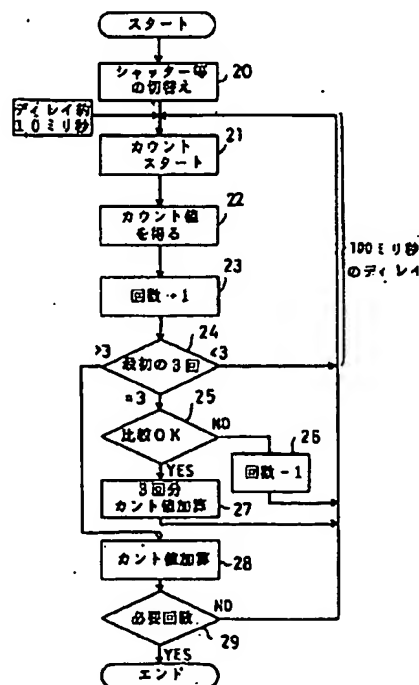 スタート
シャッター等
の切替え
20
ディレイ約
10ミリ秒
カウント
スタート
21
カウント値
を得る
22
回数+1
23
100ミリ秒
のディレイ
24
>3
最初の3回
<3
=3
25
比較OK
NO
26
回数-1
YES
3回分
カント値加算
27
カント値加算
28
必要回数
NO
29
YES
エンド